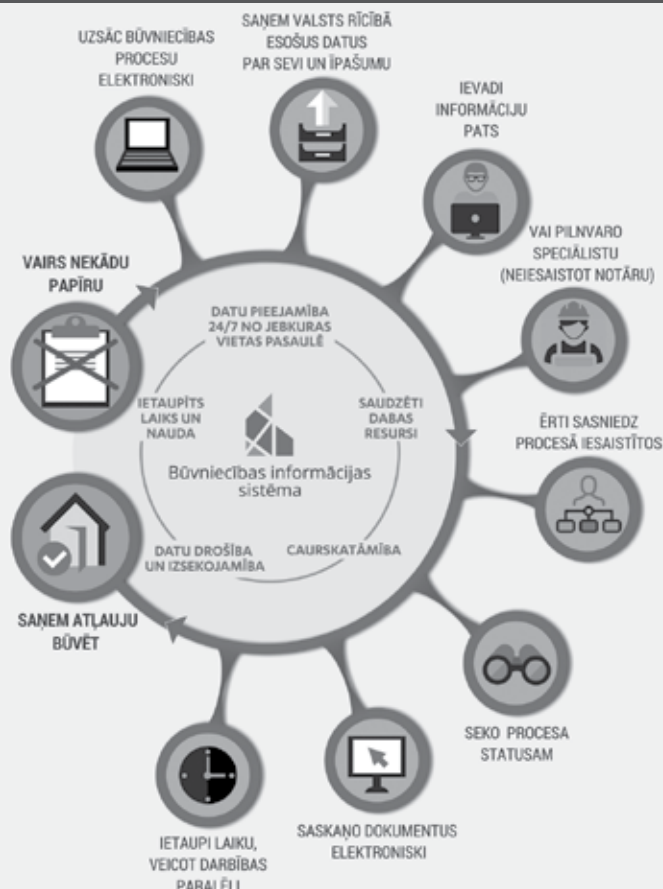 UZSĀC BŪVNIECĪBAS
PROCESU
ELEKTRONISKI
SAŅEM VALSTS RĪCĪBĀ
ESOŠUS DATUS
PAR SEVI UN ĪPAŠUMU
IEVADI
INFORMĀCIJU
PATS
VAI PILNVARO
SPECIĀLISTU
(NEIESAISTOT NOTĀRU)
ĒRTI SASNIEDZ
PROCESĀ IESAISTĪTOS
SEKO PROCESA
STATUSAM
SASKAŅO DOKUMENTUS
ELEKTRONISKI
IETAUPI LAIKU,
VEICOT DARBĪBAS
PARALĒLI
SAŅEM ATĻAUJU
BŪVĒT
VAIRS NEKĀDU
PAPĪRU
DATU PIEEJAMĪBA
24/7 NO JEBKURAS
VIETAS PASAULĒ
SAUDZĒTI
DABAS
RESURSI
CAURSKATĀMĪBA
DATU DROŠĪBA
UN IZSEKOJAMĪBA
IETAUPĪTS
LAIKS UN
NAUDA
Būvniecības informācijas
sistēma